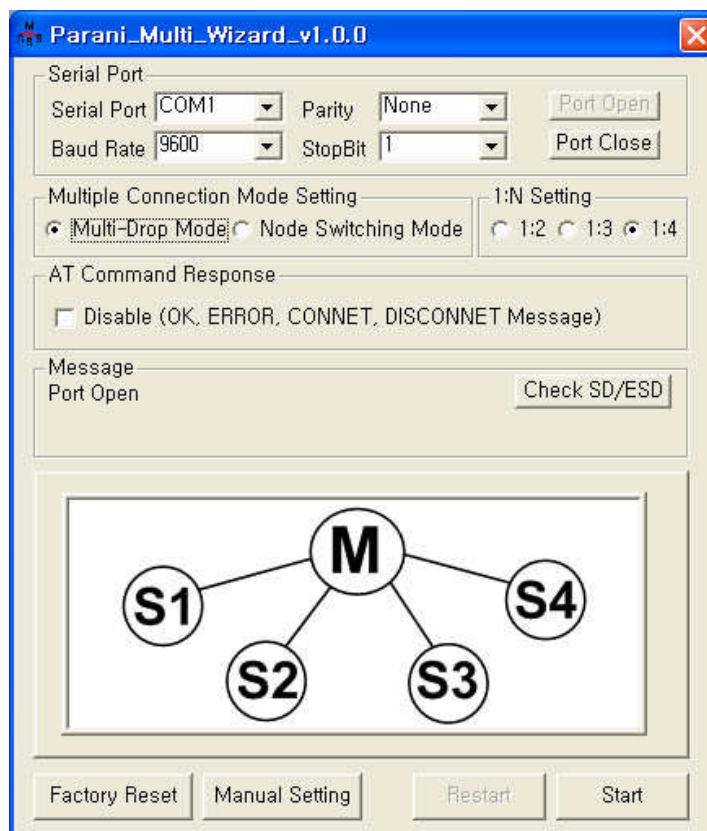 Parani_Multi_Wizard_v1.0.0
Serial Port
Serial Port COM1 Parity None Port Open
Baud Rate 9600 StopBit 1 Port Close
Multiple Connection Mode Setting 1:N Setting
Multi-Drop Mode Node Switching Mode 1:2 1:3 1:4
AT Command Response
Disable (OK, ERROR, CONNET, DISCONNET Message)
Message
Port Open Check SD/ESD
M
S1 S4
S2 S3
Factory Reset Manual Setting Restart Start